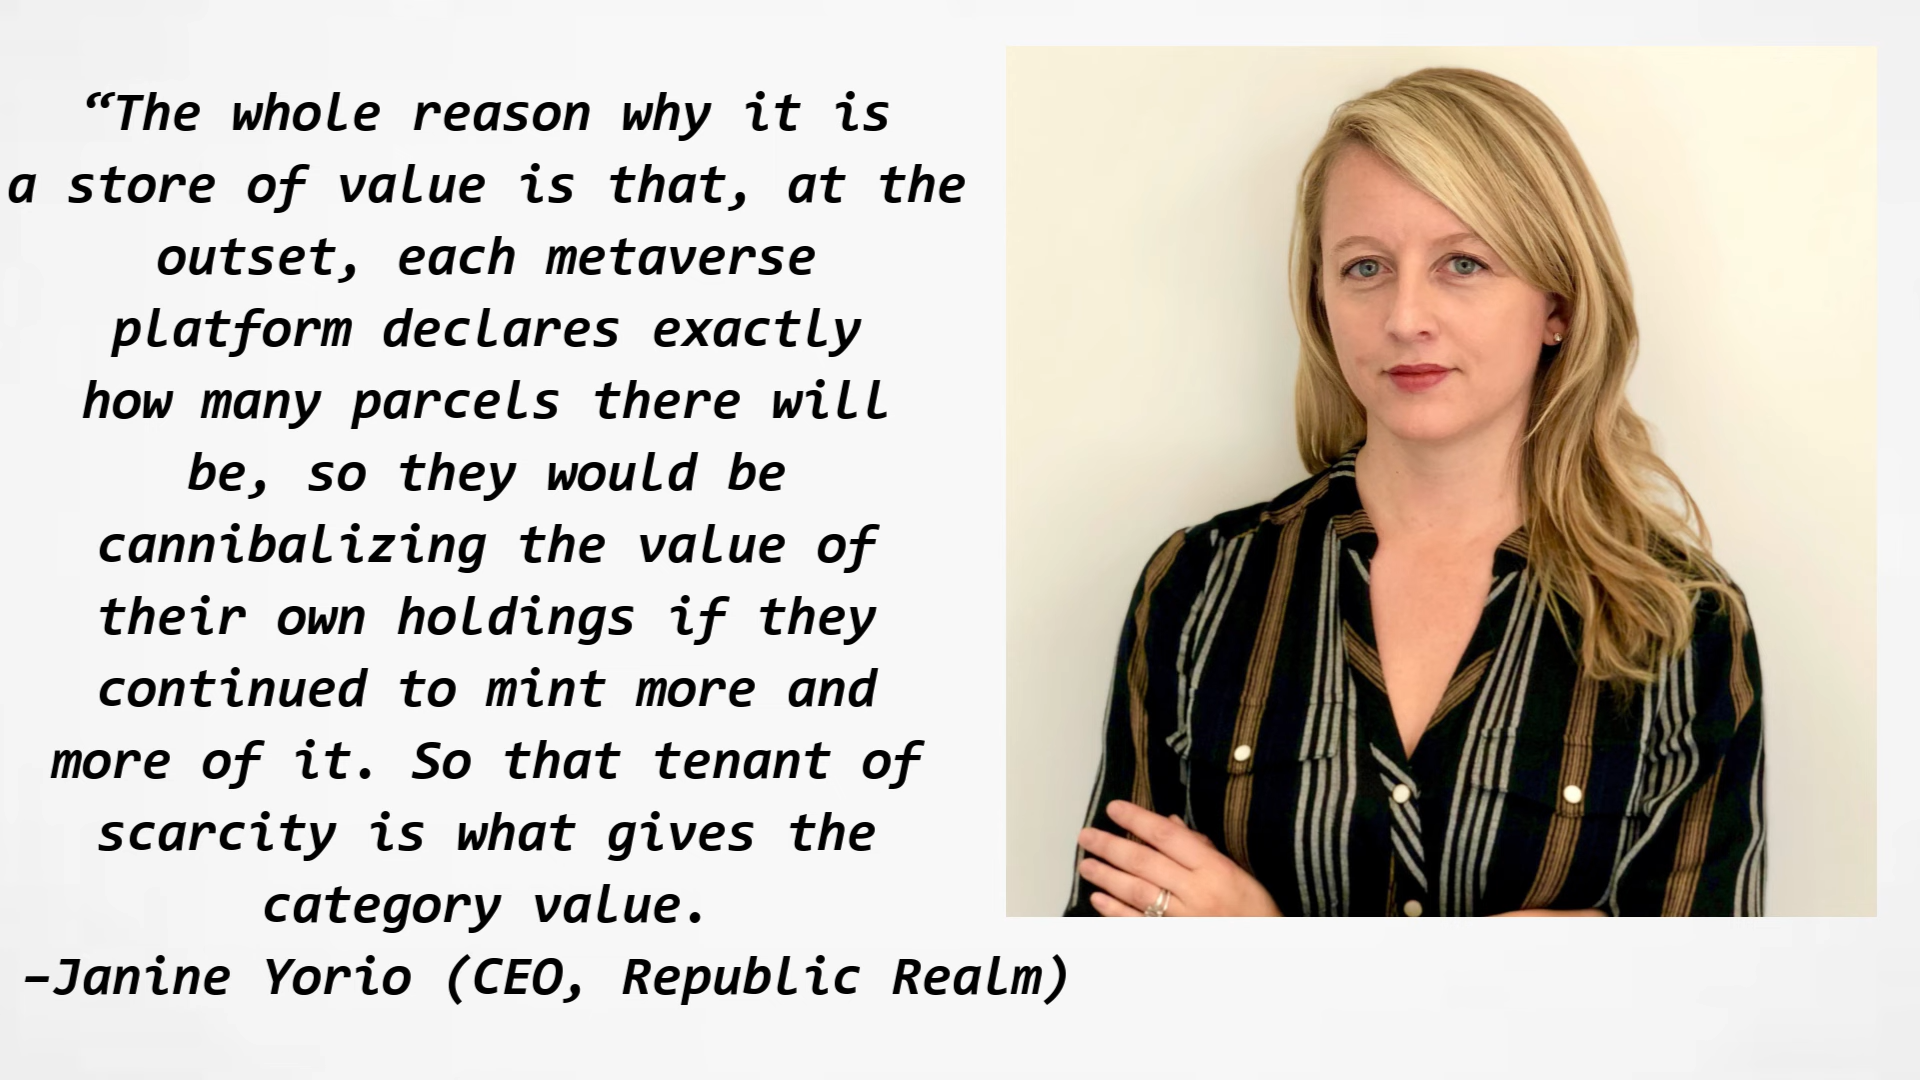 “The whole reason why it is
a store of value is that, at the
outset, each metaverse
platform declares exactly
how many parcels there will
be, so they would be
cannibalizing the value of
their own holdings if they
continued to mint more and
more of it. So that tenant of
scarcity is what gives the
category value.
–Janine Yorio (CEO, Republic Realm)